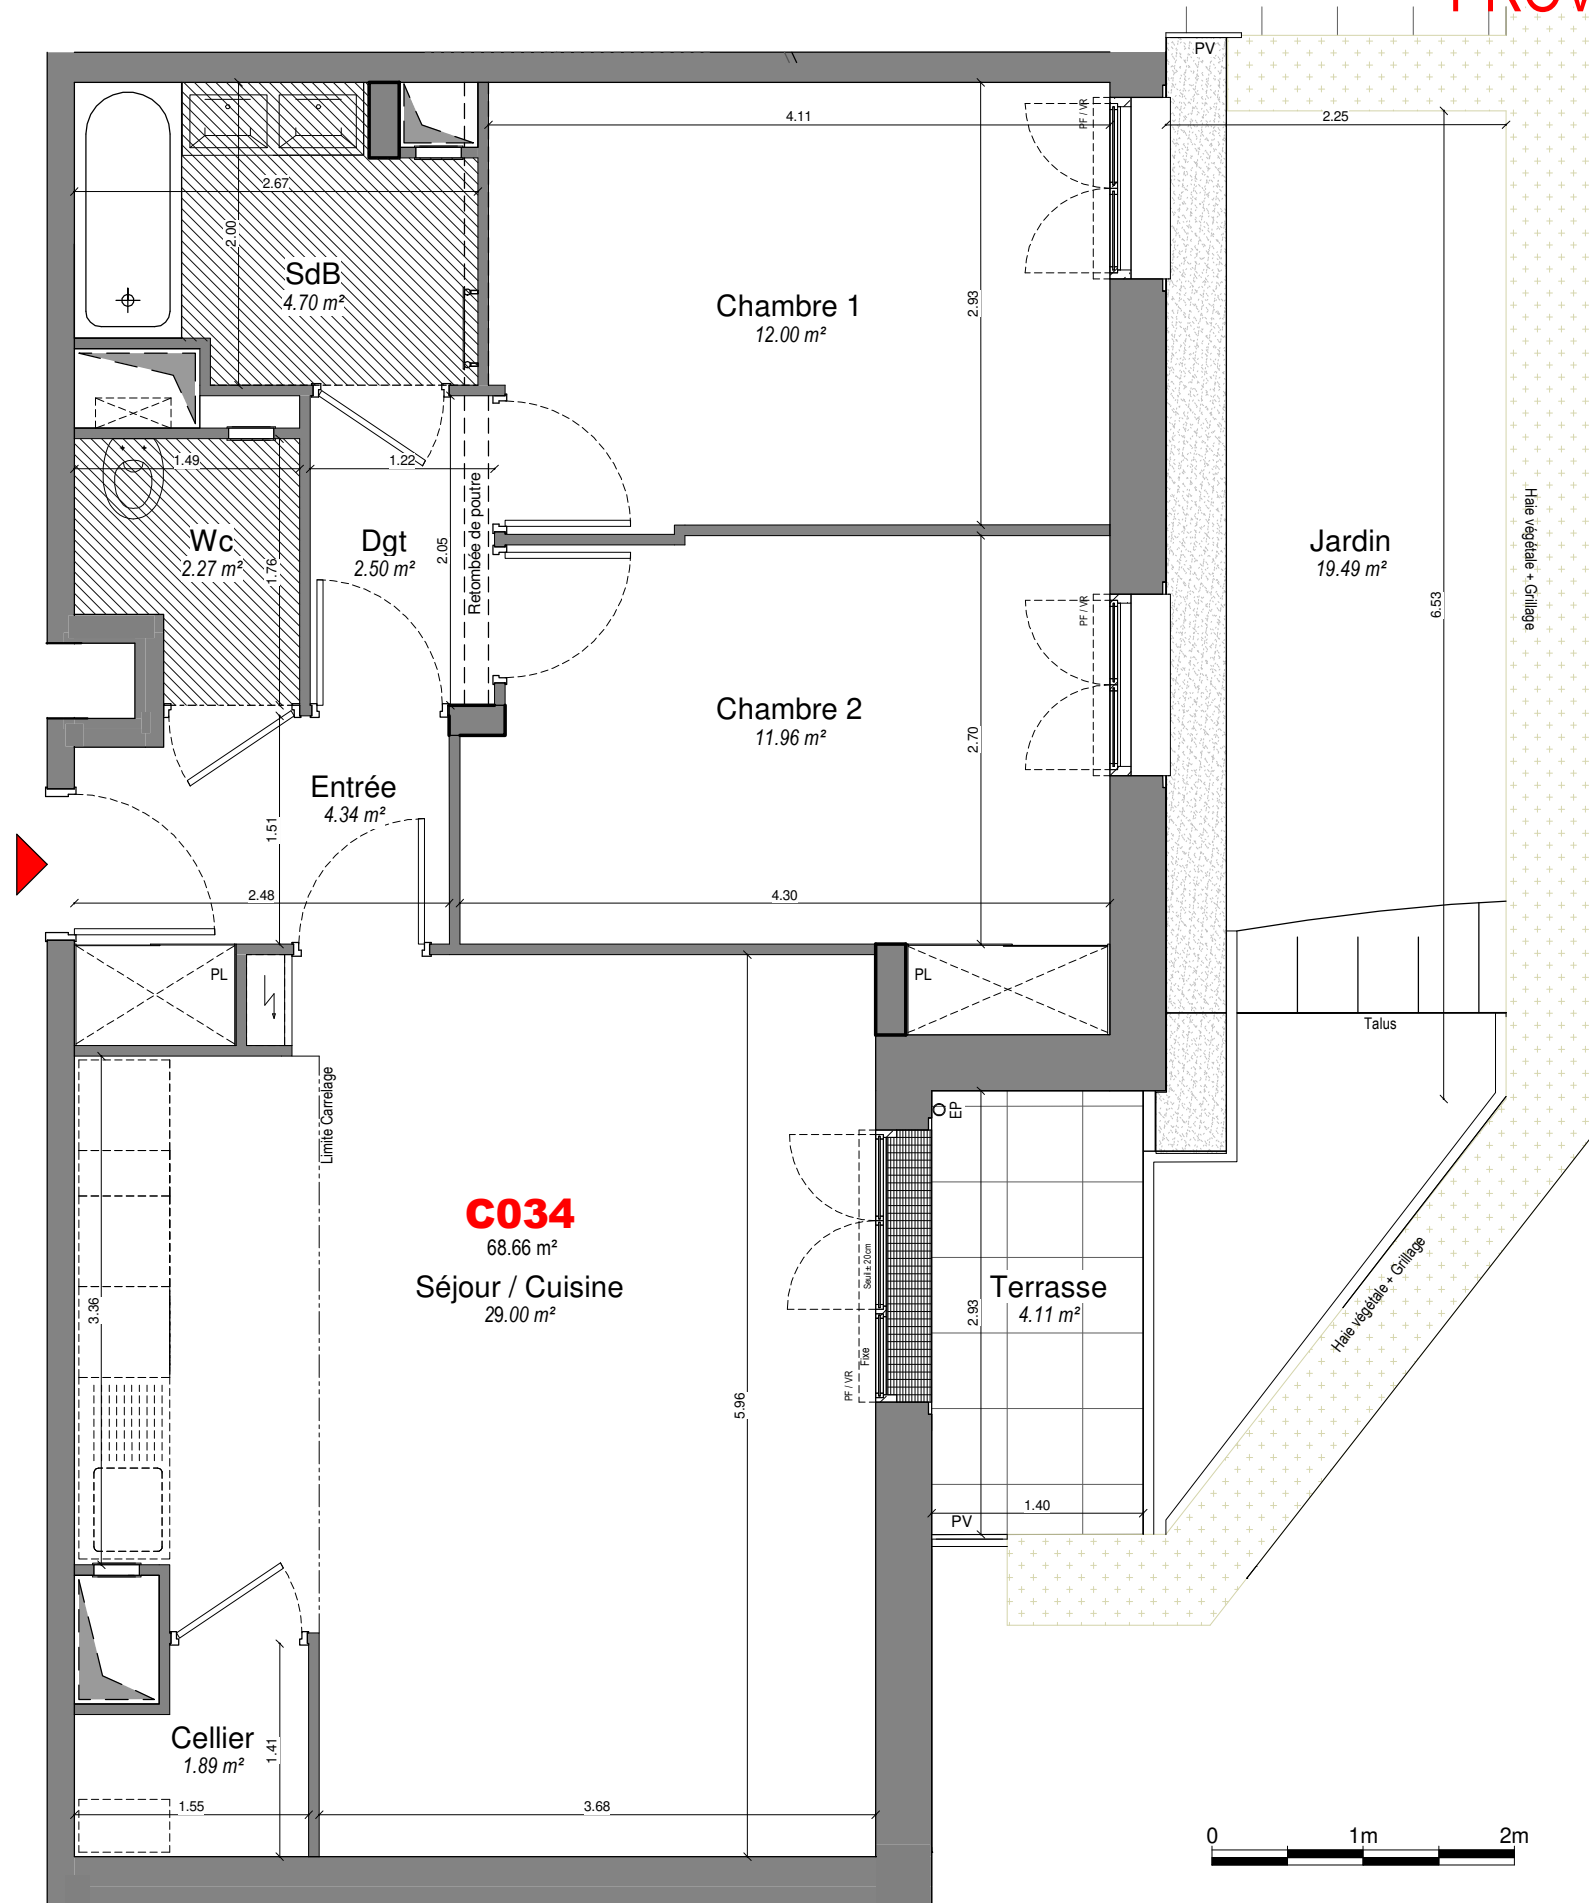 PV
4.11
PF / VR
2.25
2.67
2.00
SdB
4.70 m²
Chambre 1
12.00 m²
2.93
1.49
1.22
Retombée de poutre
Wc
2.27 m²
1.76
Dgt
2.50 m²
2.05
Jardin
19.49 m²
6.53
Haie végétale + Grillage
PF / VR
Chambre 2
11.96 m²
2.70
Entrée
4.34 m²
1.51
2.48
4.30
PL
PL
Talus
Limite Carrelage
EP
C034
68.66 m²
Séjour / Cuisine
29.00 m²
3.36
Seuil ± 20cm
Fixe
PF / VR
Terrasse
4.11 m²
2.93
Haie végétale + Grillage
5.96
1.40
PV
Cellier
1.89 m²
1.41
1.55
3.68
0 1m 2m